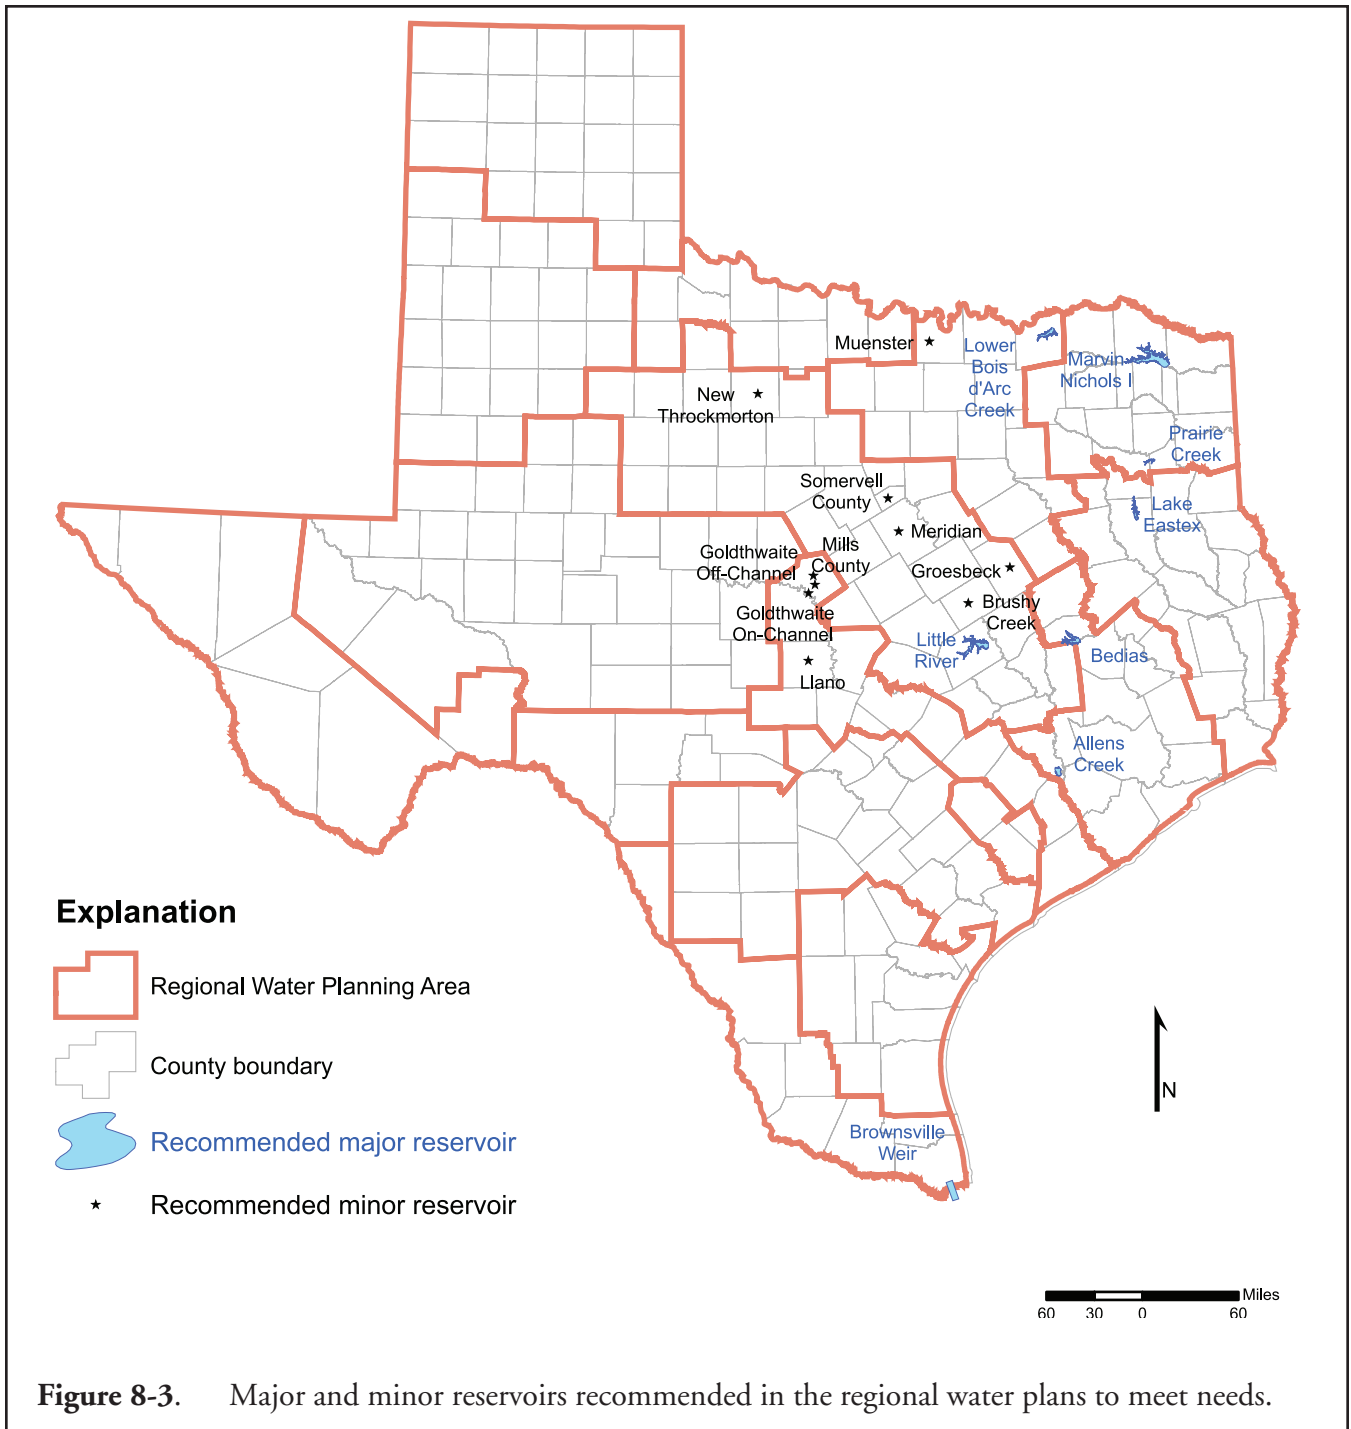 Muenster
Lower
Bois
d'Arc
Creek
Marvin
Nichols I
New
Throckmorton
Prairie
Creek
Somervell
County
Lake
Eastex
Meridian
Mills
County
Goldthwaite
Off-Channel
Groesbeck
Brushy
Creek
Goldthwaite
On-Channel
Little
River
Bedias
Llano
Allens
Creek
Explanation
Regional Water Planning Area
County boundary
Recommended major reservoir
Recommended minor reservoir
Brownsville
Weir
N
Miles
60 30 0 60
Figure 8-3. Major and minor reservoirs recommended in the regional water plans to meet needs.